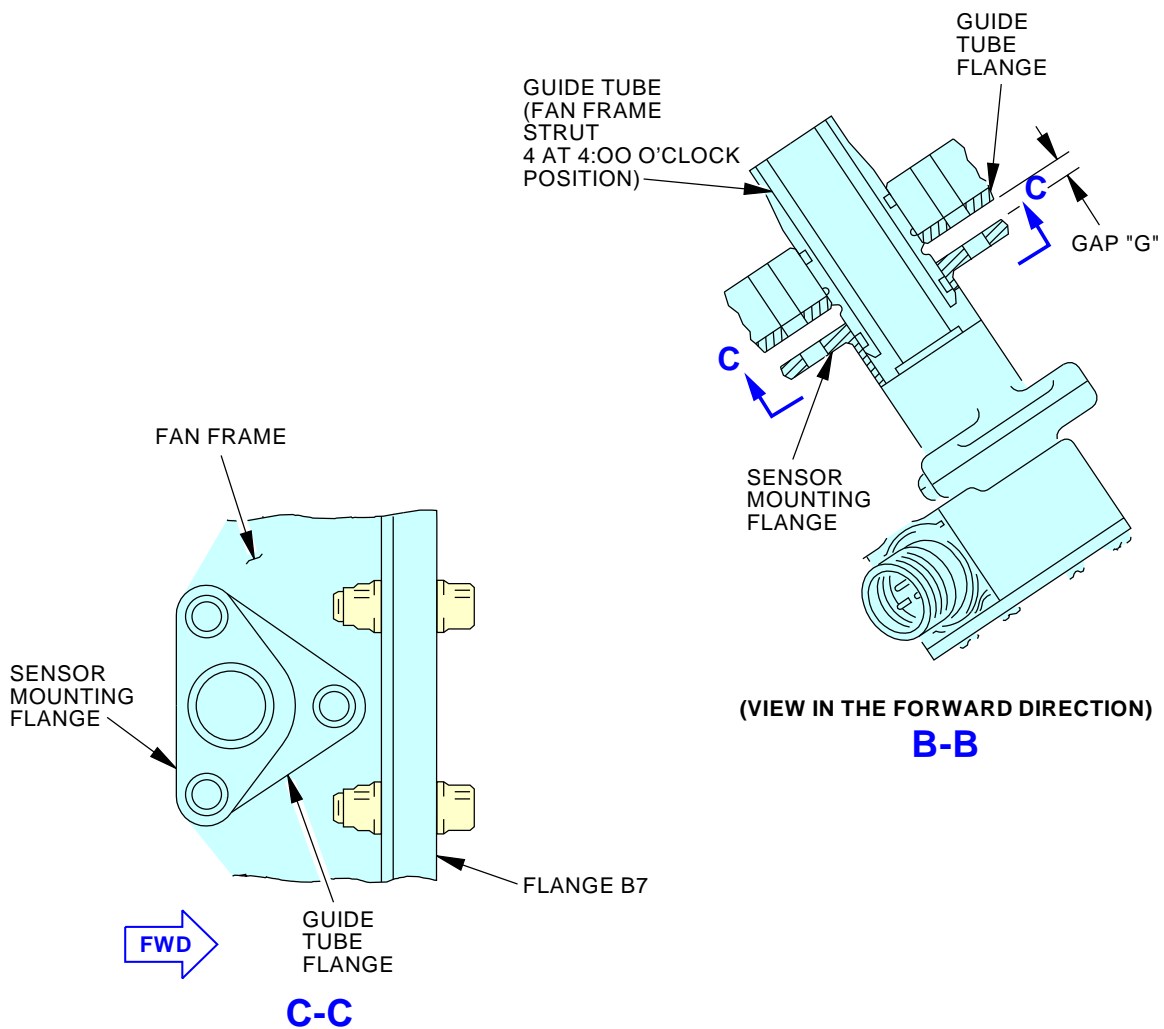 GUIDE
TUBE
FLANGE
GUIDE TUBE
(FAN FRAME
STRUT
4 AT 4:OO O'CLOCK
POSITION)
C
GAP "G"
C
SENSOR
MOUNTING
FLANGE
(VIEW IN THE FORWARD DIRECTION)
B-B
FAN FRAME
SENSOR
MOUNTING
FLANGE
FLANGE B7
GUIDE
TUBE
FLANGE
FWD
C-C